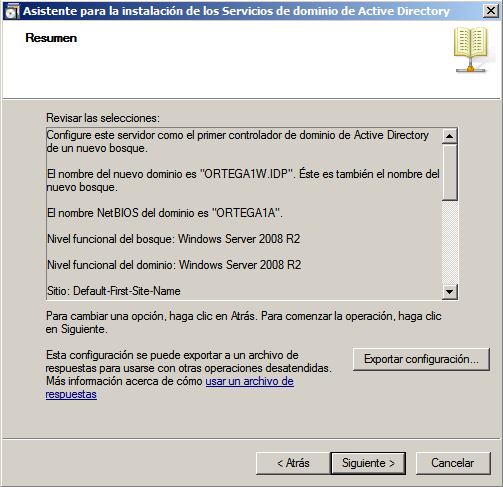 Asistente para la instalación de los Servicios de dominio de Active Directory
Resumen
Revisar las selecciones:
Configure este servidor como el primer controlador de dominio de Active Directory
de un nuevo bosque.
El nombre del nuevo dominio es "ORTEGA1W.IDP". Éste es también el nombre del
nuevo bosque.
El nombre NetBIOS del dominio es "ORTEGA1A".
Nivel funcional del bosque: Windows Server 2008 R2
Nivel funcional del dominio: Windows Server 2008 R2
Sitio: Default-First-Site-Name
Para cambiar una opción, haga clic en Atrás. Para comenzar la operación, haga clic
en Siguiente.
Esta configuración se puede exportar a un archivo de
respuestas para usarse con otras operaciones desatendidas.
Más información acerca de cómo usar un archivo de
respuestas
Exportar configuración...
< Atrás
Siguiente >
Cancelar